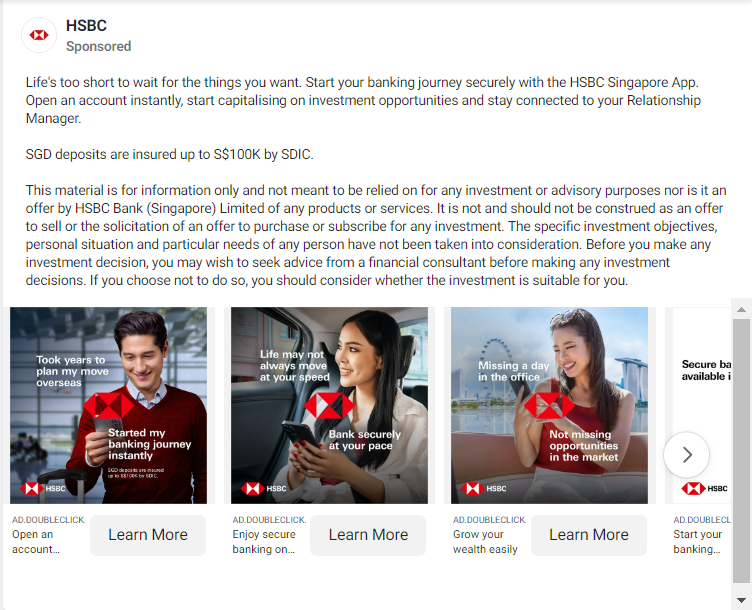 HSBC
Sponsored
Life's too short to wait for the things you want. Start your banking journey securely with the HSBC Singapore App.
Open an account instantly, start capitalising on investment opportunities and stay connected to your Relationship
Manager.
SGD deposits are insured up to S$100K by SDIC.
This material is for information only and not meant to be relied on for any investment or advisory purposes nor is it an
offer by HSBC Bank (Singapore) Limited of any products or services. It is not and should not be construed as an offer
to sell or the solicitation of an offer to purchase or subscribe for any investment. The specific investment objectives,
personal situation and particular needs of any person have not been taken into consideration. Before you make any
investment decision, you may wish to seek advice from a financial consultant before making any investment
decisions. If you choose not to do so, you should consider whether the investment is suitable for you.
Took years to
plan my move
overseas
Started my
banking journey
instantly
SGD deposits are insured
up to S$100K by SDIC.
HSBC
AD.DOUBLECLICK.
Open an
account...
Learn More
Life may not
always move
at your speed
Bank securely
at your pace
HSBC
AD.DOUBLECLICK.
Enjoy secure
banking on...
Learn More
Missing a day
in the office
Not missing
opportunities
in the market
HSBC
AD.DOUBLECLICK.
Grow your
wealth easily
Learn More
Secure ba
available i
HSBC
AD.DOUBLECL
Start your
banking...